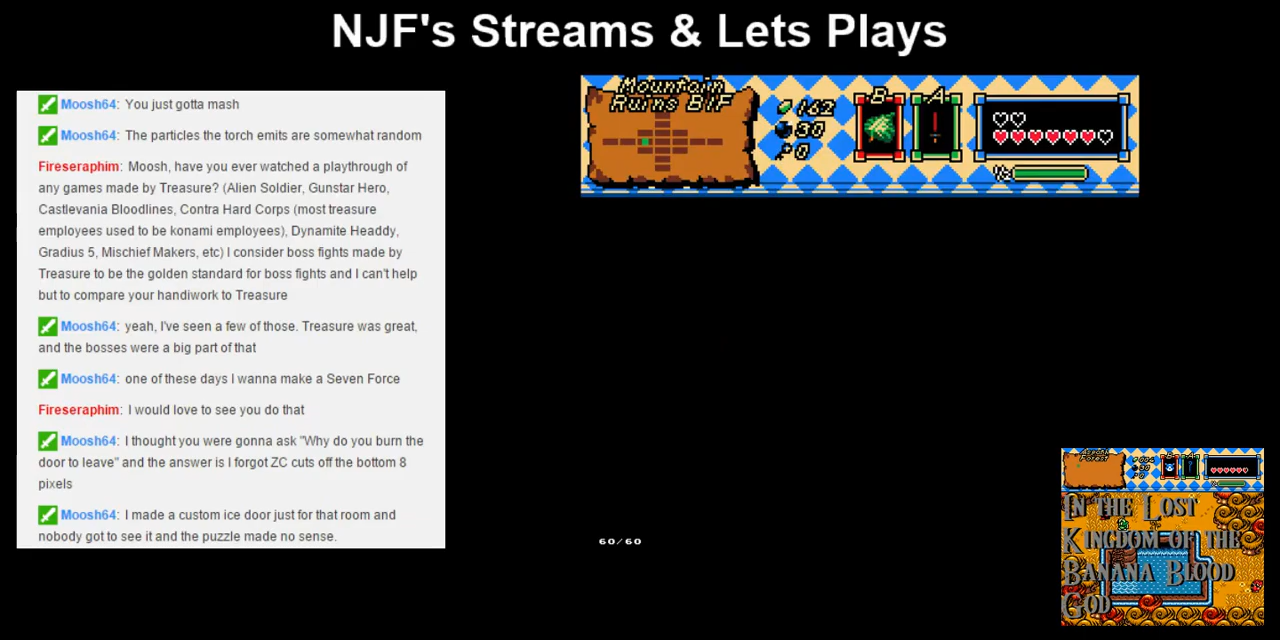 NJF's Streams & Lets Plays
Moosh64: You just gotta mash
Moosh64: The particles the torch emits are somewhat random
Fireseraphim: Moosh, have you ever watched a playthrough of
any games made by Treasure? (Alien Soldier, Gunstar Hero,
Castlevania Bloodlines, Contra Hard Corps (most treasure
employees used to be konami employees), Dynamite Headdy,
Gradius 5, Mischief Makers, etc) I consider boss fights made by
Treasure to be the golden standard for boss fights and I can't help
but to compare your handiwork to Treasure
Moosh64: yeah, I've seen a few of those. Treasure was great,
and the bosses were a big part of that
Moosh64: one of these days I wanna make a Seven Force
Fireseraphim: I would love to see you do that
Moosh64: I thought you were gonna ask "Why do you burn the
door to leave" and the answer is I forgot ZC cuts off the bottom 8
pixels
Moosh64: I made a custom ice door just for that room and
nobody got to see it and the puzzle made no sense.
Mountain
Ruins B1F
162
30
0
B
A
60/60
In the Lost
Kingdom of the
Banana Blood
God